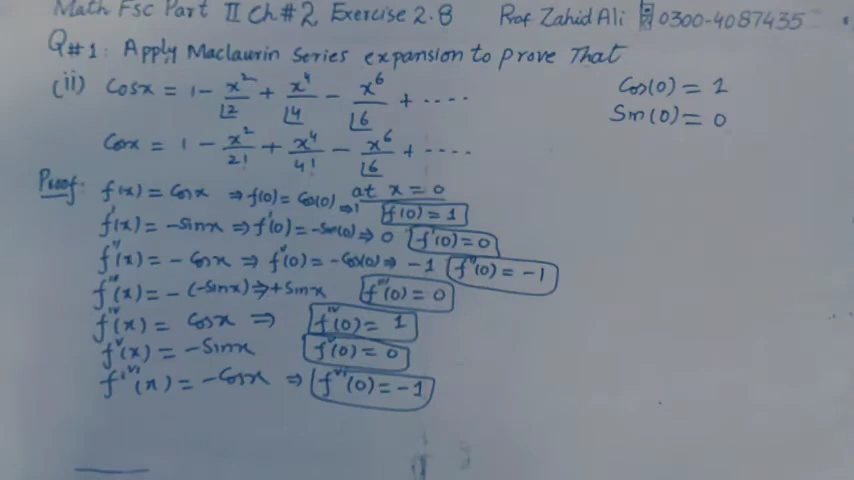 Math Fsc Part II Ch#2, Exercise 2.8 Prof Zahid Ali 0300-4087435
Q#1: Apply Maclaurin Series expansion to prove That
(ii) Cosx = 1 - x²/⌊2 + x⁴/⌊4 - x⁶/⌊6 + ----
Cos(0) = 1
Sin(0) = 0
Cosx = 1 - x²/2! + x⁴/4! - x⁶/⌊6 + ----
Proof: f(x) = Cosx ⇒ f(0) = Cos(0) ⇒ 1 at x = 0 f(0) = 1
f'(x) = -Sinx ⇒ f'(0) = -Sin(0) ⇒ 0 f'(0) = 0
f''(x) = - Cosx ⇒ f''(0) = -Cos(0) ⇒ -1 f''(0) = -1
f'''(x) = - (-Sinx) ⇒ + Sinx f'''(0) = 0
f^iv(x) = Cosx ⇒ f^iv(0) = 1
f^v(x) = -Sinx f^v(0) = 0
f^vi(x) = -Cosx ⇒ f^vi(0) = -1